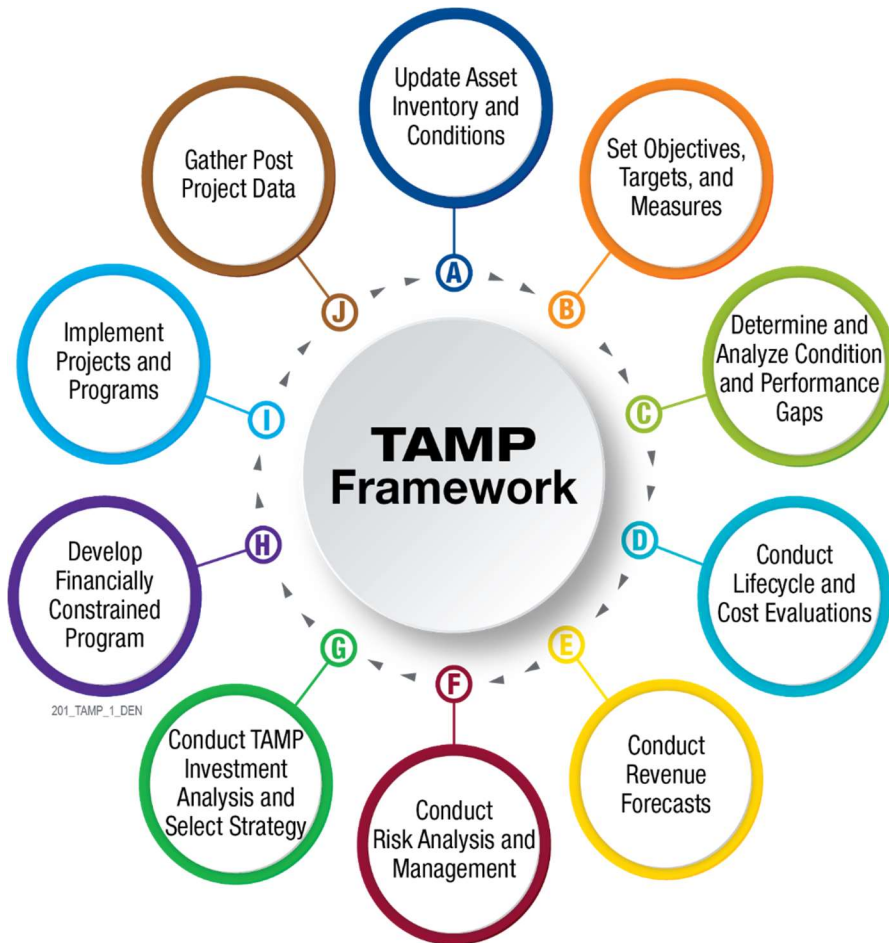 TAMP
Framework
A
Update Asset
Inventory and
Conditions
B
Set Objectives,
Targets, and
Measures
C
Determine and
Analyze Condition
and Performance
Gaps
D
Conduct
Lifecycle and
Cost Evaluations
E
Conduct
Revenue
Forecasts
F
Conduct
Risk Analysis and
Management
G
Conduct TAMP
Investment
Analysis and
Select Strategy
H
Develop
Financially
Constrained
Program
I
Implement
Projects and
Programs
J
Gather Post
Project Data
201_TAMP_1_DEN